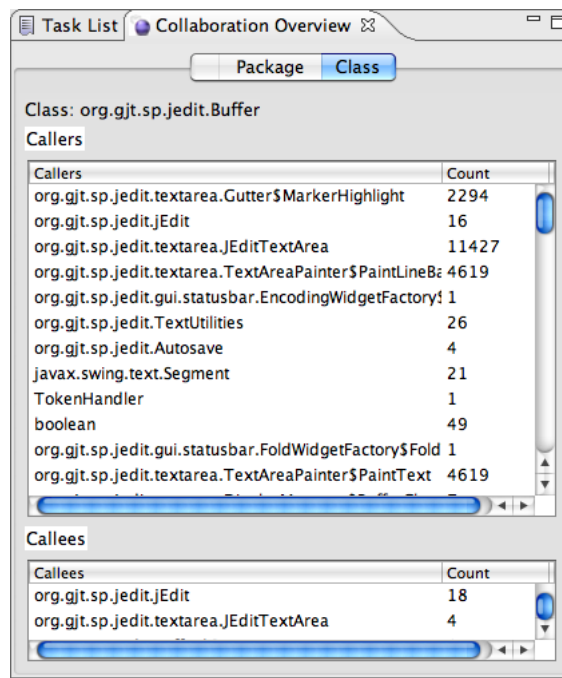 Task List Collaboration Overview
Package Class
Class: org.gjt.sp.jedit.Buffer
Callers
Callers Count
org.gjt.sp.jedit.textarea.Gutter$MarkerHighlight 2294
org.gjt.sp.jedit.jEdit 16
org.gjt.sp.jedit.textarea.JEditTextArea 11427
org.gjt.sp.jedit.textarea.TextAreaPainter$PaintLineBa 4619
org.gjt.sp.jedit.gui.statusbar.EncodingWidgetFactory$ 1
org.gjt.sp.jedit.TextUtilities 26
org.gjt.sp.jedit.Autosave 4
javax.swing.text.Segment 21
TokenHandler 1
boolean 49
org.gjt.sp.jedit.gui.statusbar.FoldWidgetFactory$Fold 1
org.gjt.sp.jedit.textarea.TextAreaPainter$PaintText 4619
Callees
Callees Count
org.gjt.sp.jedit.jEdit 18
org.gjt.sp.jedit.textarea.JEditTextArea 4